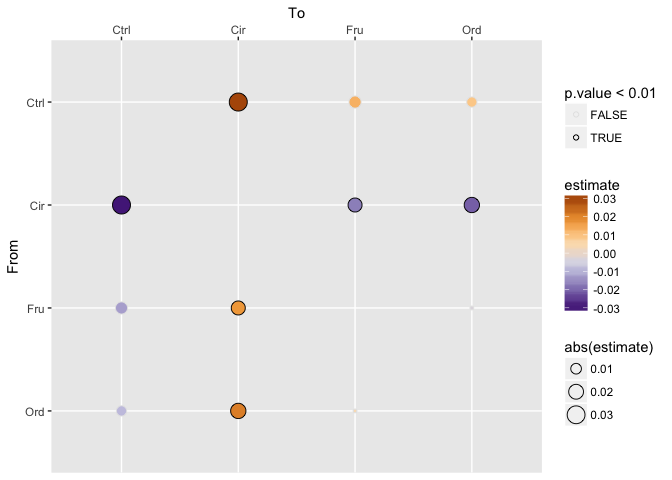 To
Ctrl Cir Fru Ord
From
Ctrl
Cir
Fru
Ord
p.value < 0.01
FALSE
TRUE
estimate
0.03
0.02
0.01
0.00
-0.01
-0.02
-0.03
abs(estimate)
0.01
0.02
0.03